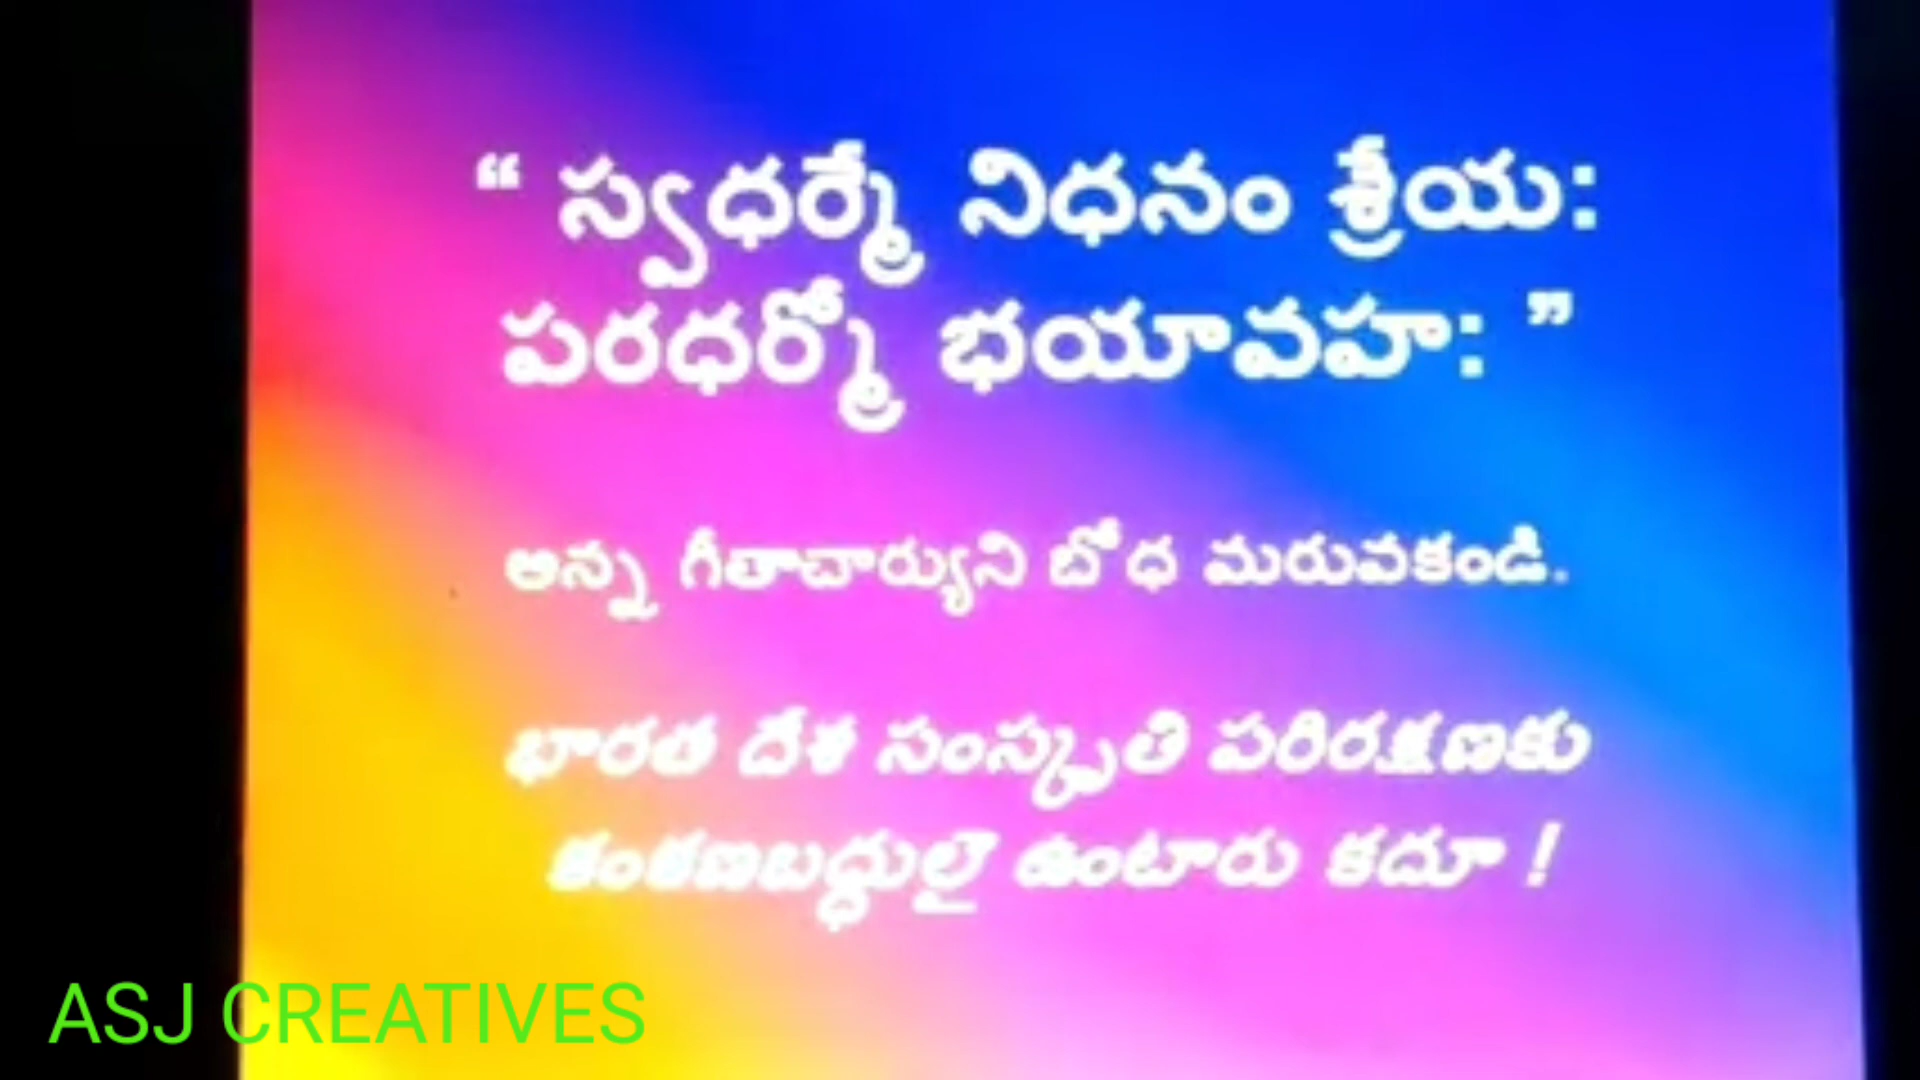 “ స్వధర్మే నిధనం శ్రేయ:
పరధర్మో భయావహ: ”
అన్న గీతాచార్యుని బోధ మరువకండి.
భారత దేశ సంస్కృతి పరిరక్షణకు
కంకణబద్ధులై ఉంటారు కదూ !
ASJ CREATIVES